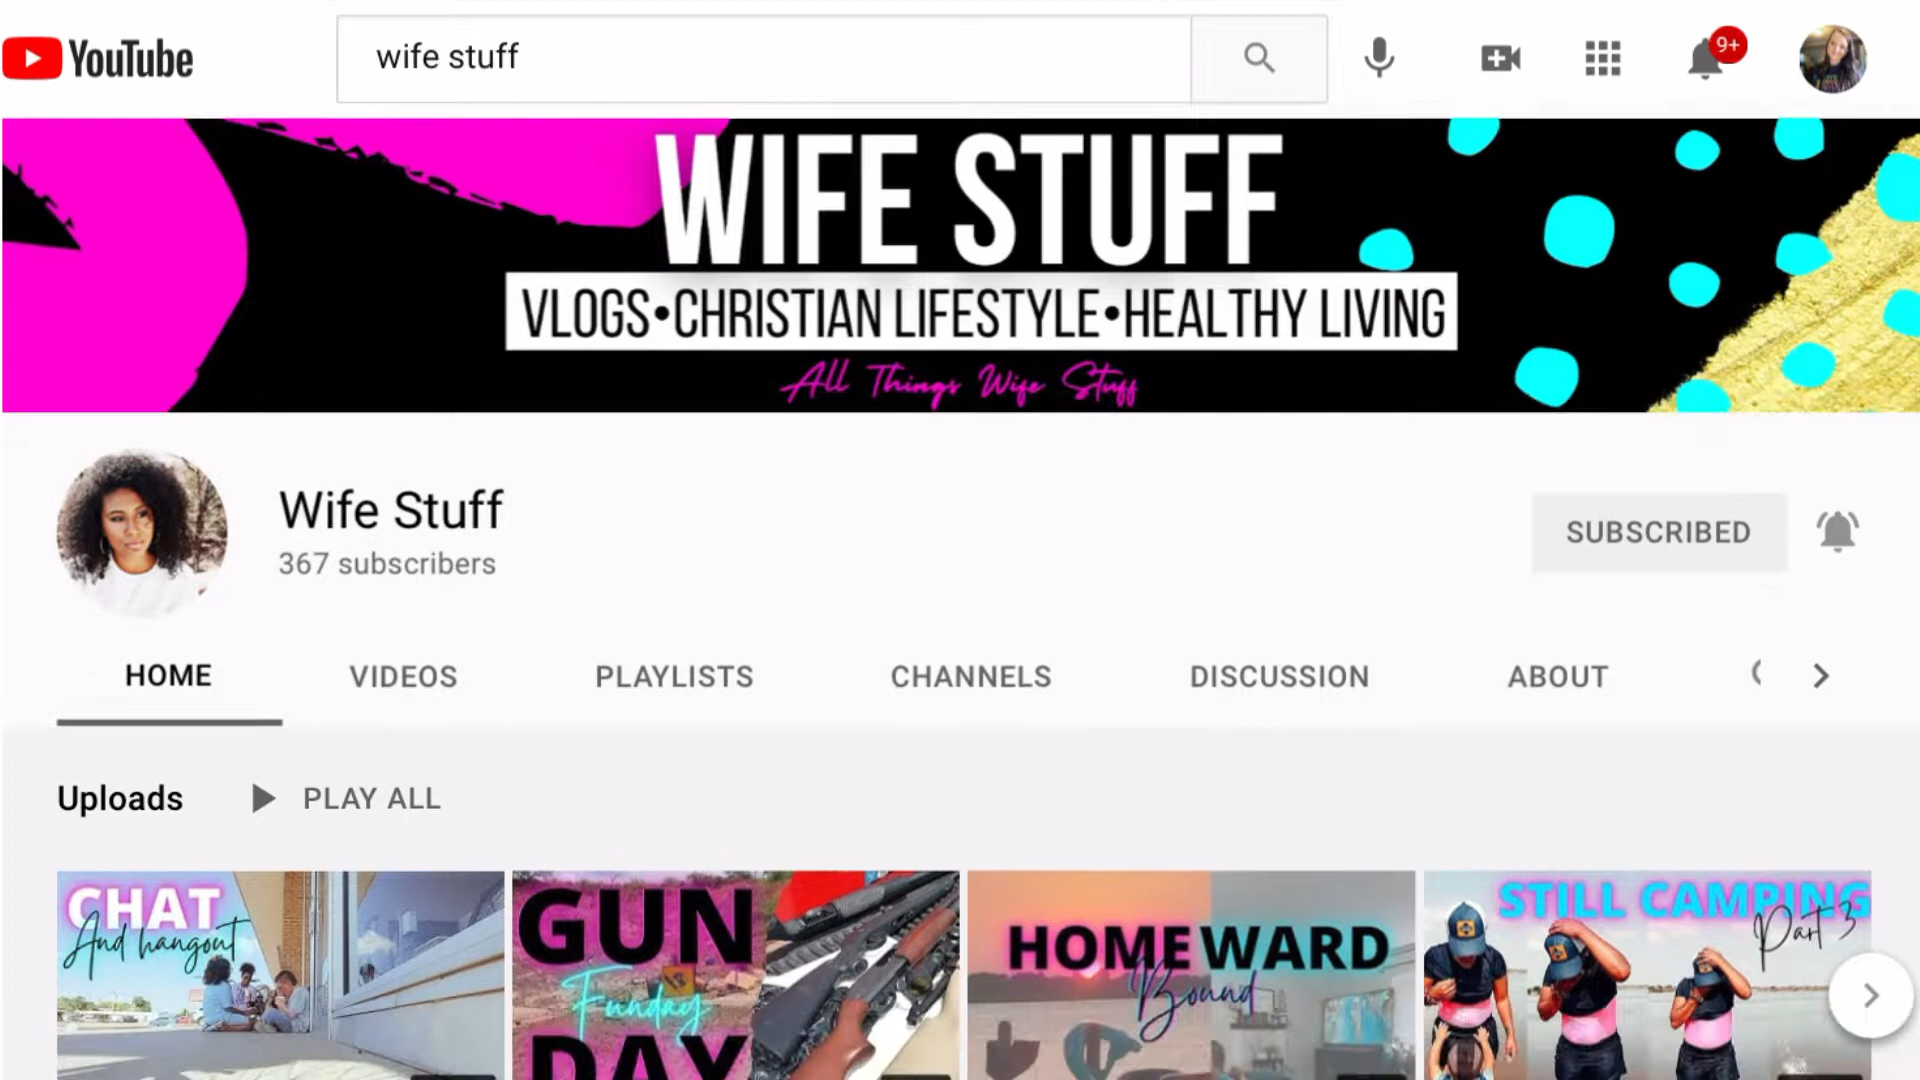 YouTube
wife stuff
9+
WIFE STUFF
VLOGS•CHRISTIAN LIFESTYLE•HEALTHY LIVING
All Things Wife Stuff
Wife Stuff
367 subscribers
SUBSCRIBED
HOME VIDEOS PLAYLISTS CHANNELS DISCUSSION ABOUT
Uploads PLAY ALL
CHAT
And hangout
GUN
Funday
DAY
HOMEWARD
Bound
STILL CAMPING
Part 3